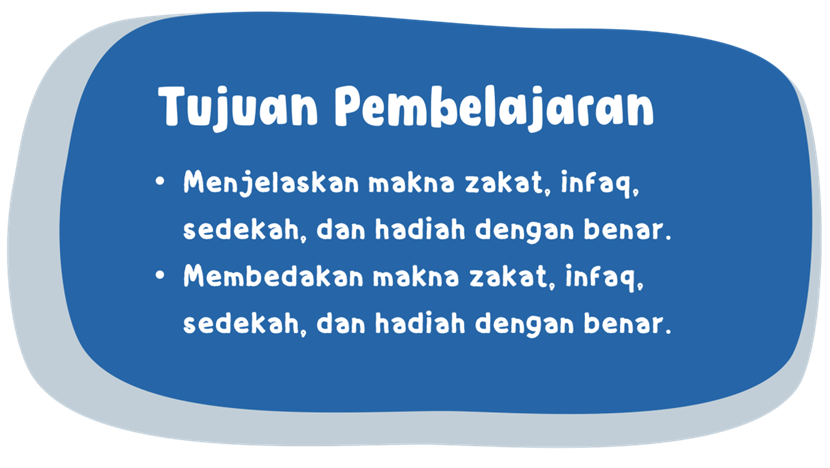 Tujuan Pembelajaran
• Menjelaskan makna zakat, infaq,
sedekah, dan hadiah dengan benar.
• Membedakan makna zakat, infaq,
sedekah, dan hadiah dengan benar.